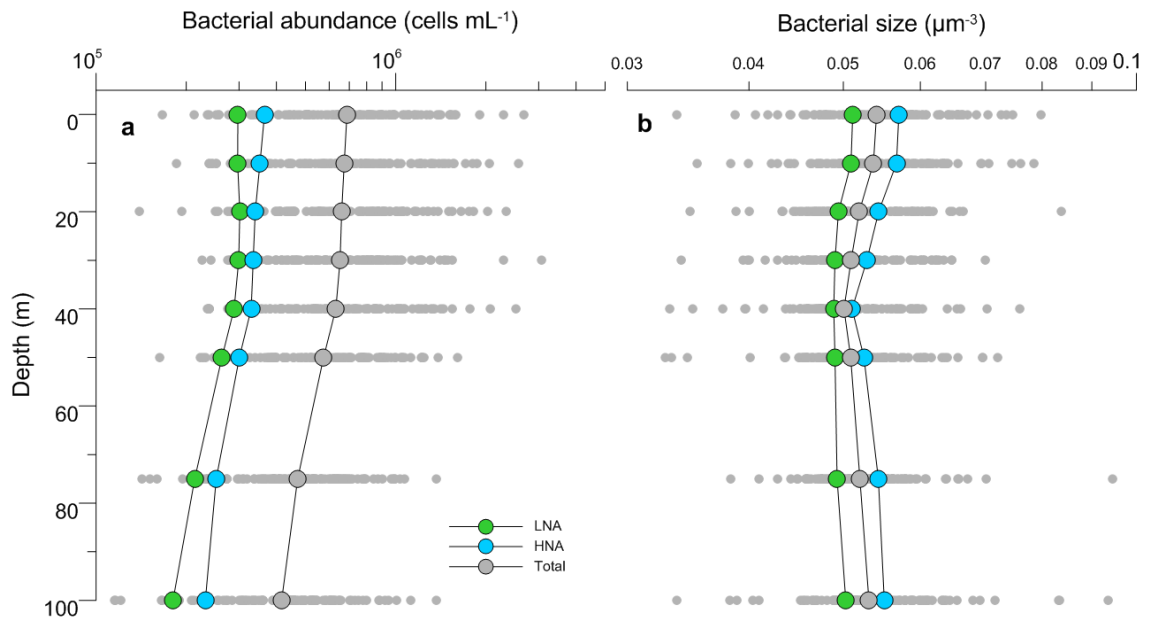 Bacterial abundance (cells mL-1)
10^5 10^6
Bacterial size (µm-3)
0.03 0.04 0.05 0.06 0.07 0.08 0.09 0.1
a
b
Depth (m)
0
20
40
60
80
100
LNA
HNA
Total